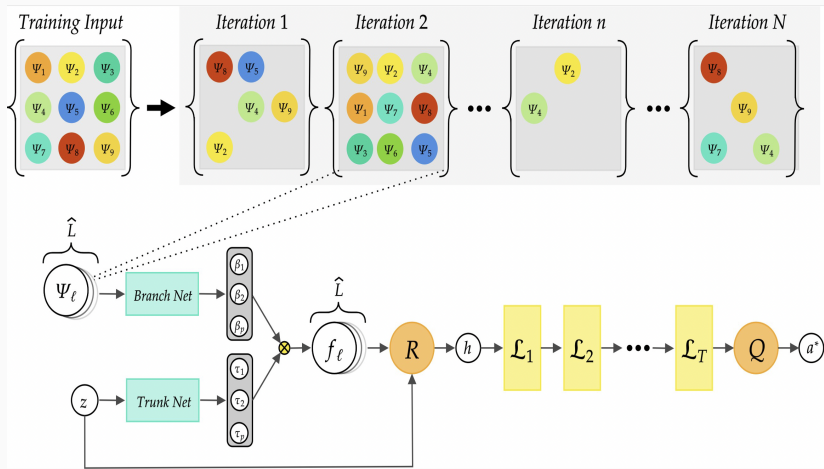 Training Input
Iteration 1
Iteration 2
Iteration n
Iteration N
Ψ1 Ψ2 Ψ3
Ψ4 Ψ5 Ψ6
Ψ7 Ψ8 Ψ9
Ψ8 Ψ5
Ψ4 Ψ9
Ψ2
Ψ9 Ψ2 Ψ4
Ψ1 Ψ7 Ψ8
Ψ3 Ψ6 Ψ5
•••
Ψ2
Ψ4
•••
Ψ8
Ψ9
Ψ7 Ψ4
L̂
Ψℓ
Branch Net
β1
β2
βp
z
Trunk Net
τ1
τ2
τp
⊗
L̂
fℓ
R
h
ℒ1
ℒ2
•••
ℒT
Q
a*